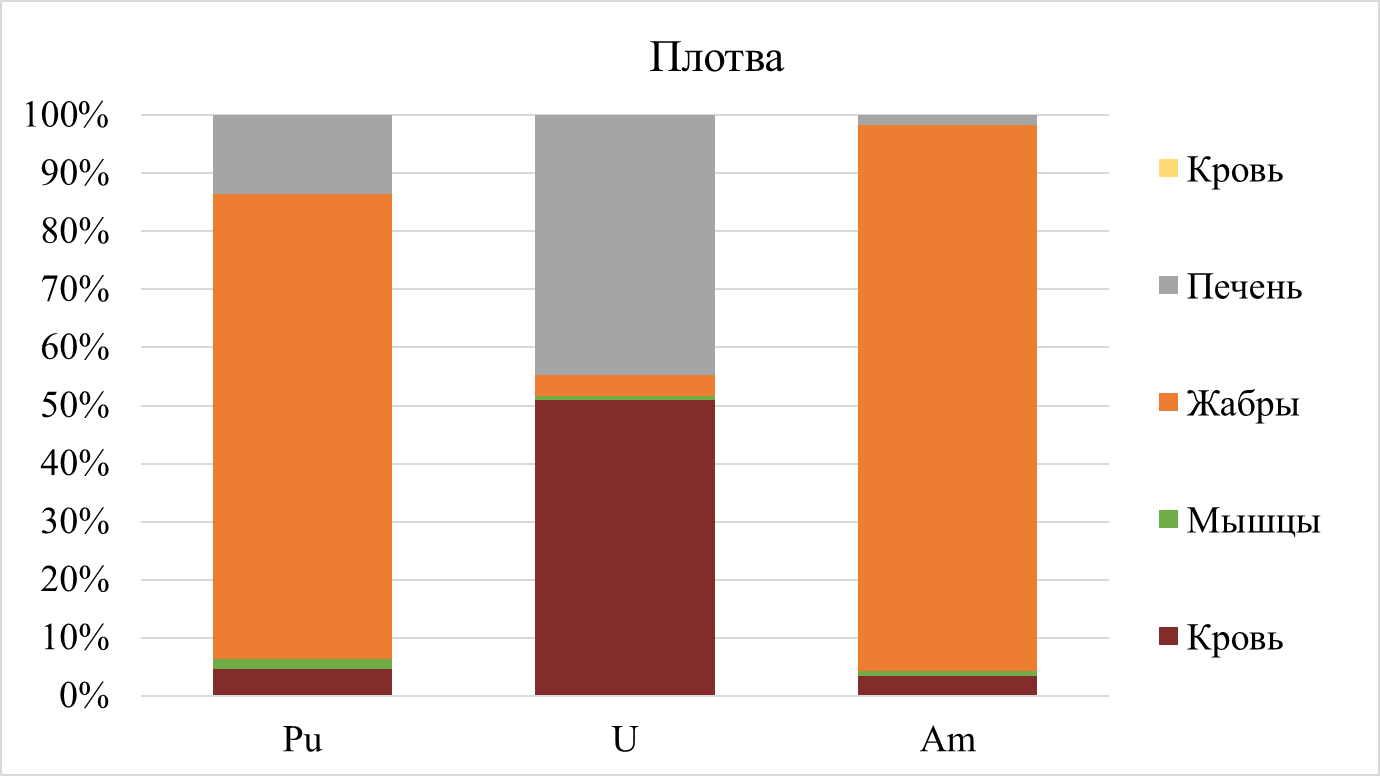 Плотва
100%
90%
80%
70%
60%
50%
40%
30%
20%
10%
0%
Pu U Am
Кровь
Печень
Жабры
Мышцы
Кровь